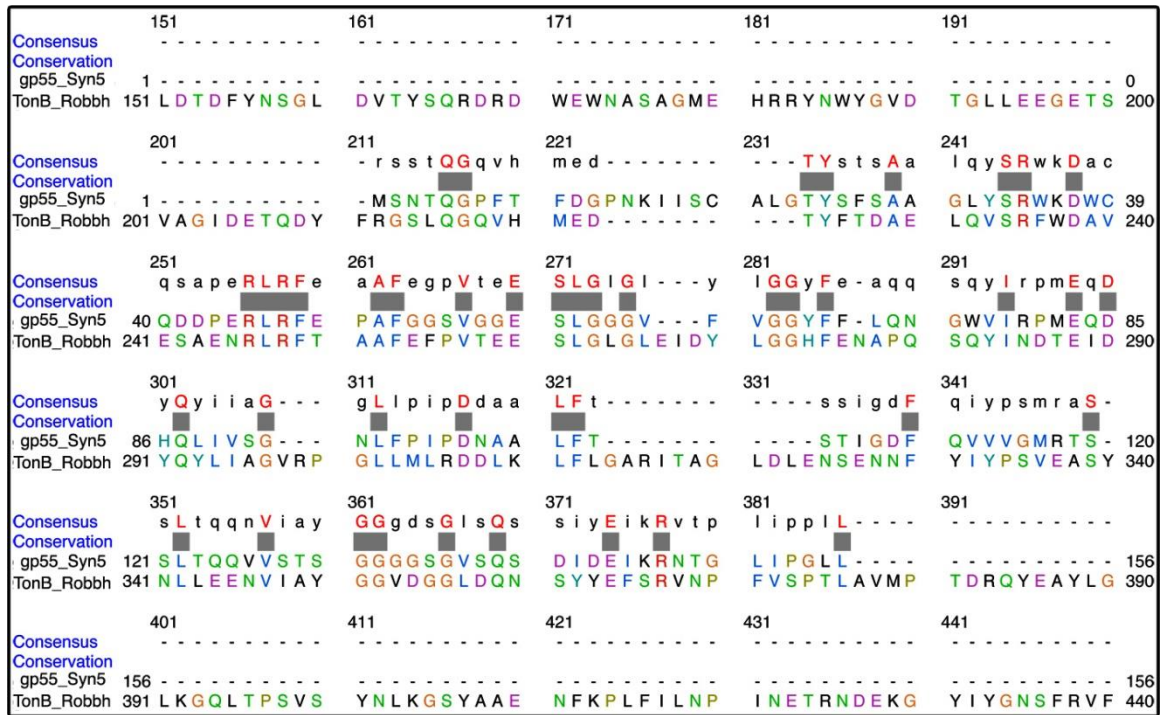 151 161 171 181 191
Consensus - - - - - - - - - - - - - - - - - - - - - - - - - - - - - - - - - - - - - - - - - - - - - - - - - -
Conservation
gp55_Syn5 1 - - - - - - - - - - - - - - - - - - - - - - - - - - - - - - - - - - - - - - - - - - - - - - - - - - 0
TonB_Robbh 151 L D T D F Y N S G L D V T Y S Q R D R D W E W N A S A G M E H R R Y N W Y G V D T G L L E E G E T S 200
201 211 221 231 241
Consensus - - - - - - - - - - - r s s t Q G q v h m e d - - - - - - - - - - T Y s t s A a l q y S R w k D a c
Conservation
gp55_Syn5 1 - - - - - - - - - - - M S N T Q G P F T F D G P N K I I S C A L G T Y S F S A A G L Y S R W K D W C 39
TonB_Robbh 201 V A G I D E T Q D Y F R G S L Q G Q V H M E D - - - - - - - - - - T Y F T D A E L Q V S R F W D A V 240
251 261 271 281 291
Consensus q s a p e R L R F e a A F e g p V t e E S L G l G l - - - y l G G y F e - a q q s q y I r p m E q D
Conservation
gp55_Syn5 40 Q D D P E R L R F E P A F G G S V G G E S L G G G V - - - F V G G Y F F - L Q N G W V I R P M E Q D 85
TonB_Robbh 241 E S A E N R L R F T A A F E F P V T E E S L G L G L E I D Y L G G H F E N A P Q S Q Y I N D T E I D 290
301 311 321 331 341
Consensus y Q y i i a G - - - g L l p i p D d a a L F t - - - - - - - - - - - s s i g d F q i y p s m r a S -
Conservation
gp55_Syn5 86 H Q L I V S G - - - N L F P I P D N A A L F T - - - - - - - - - - - S T I G D F Q V V V G M R T S - 120
TonB_Robbh 291 Y Q Y L I A G V R P G L L M L R D D L K L F L G A R I T A G L D L E N S E N N F Y I Y P S V E A S Y 340
351 361 371 381 391
Consensus s L t q q n V i a y G G g d s G l s Q s s i y E i k R v t p l i p p l L - - - - - - - - - - - - - -
Conservation
gp55_Syn5 121 S L T Q Q V V S T S G G G G S G V S Q S D I D E I K R N T G L I P G L L - - - - - - - - - - - - - - 156
TonB_Robbh 341 N L L E E N V I A Y G G V D G G L D Q N S Y Y E F S R V N P F V S P T L A V M P T D R Q Y E A Y L G 390
401 411 421 431 441
Consensus - - - - - - - - - - - - - - - - - - - - - - - - - - - - - - - - - - - - - - - - - - - - - - - - - -
Conservation
gp55_Syn5 156 - - - - - - - - - - - - - - - - - - - - - - - - - - - - - - - - - - - - - - - - - - - - - - - - - - 156
TonB_Robbh 391 L K G Q L T P S V S Y N L K G S Y A A E N F K P L F I L N P I N E T R N D E K G Y I Y G N S F R V F 440